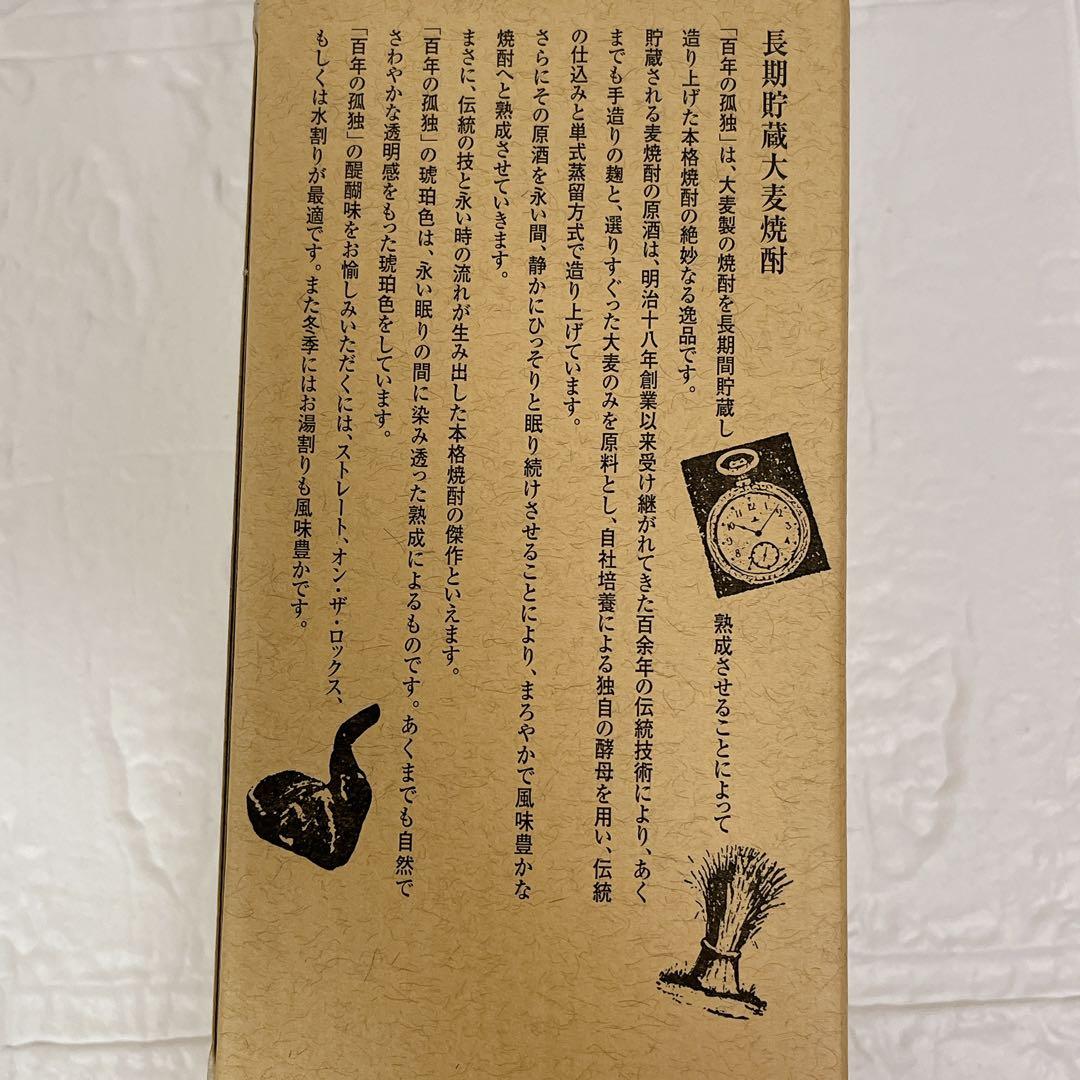 長期貯蔵大麦焼酎
「百年の孤独」は、大麦製の焼酎を長期間貯蔵し 熟成させることによって
造り上げた本格焼酎の絶妙なる逸品です。
貯蔵される麦焼酎の原酒は、明治十八年創業以来受け継がれてきた百余年の伝統技術により、あく
までも手造りの麹と、選りすぐった大麦のみを原料とし、自社培養による独自の酵母を用い、伝統
の仕込みと単式蒸留方式で造り上げています。
さらにその原酒を永い間、静かにひっそりと眠り続けさせることにより、まろやかで風味豊かな
焼酎へと熟成させていきます。
まさに、伝統の技と永い時の流れが生み出した本格焼酎の傑作といえます。
「百年の孤独」の琥珀色は、永い眠りの間に染み透った熟成によるものです。あくまでも自然で
さわやかな透明感をもった琥珀色をしています。
「百年の孤独」の醍醐味をお愉しみいただくには、ストレート、オン・ザ・ロックス、
もしくは水割りが最適です。また冬季にはお湯割りも風味豊かです。